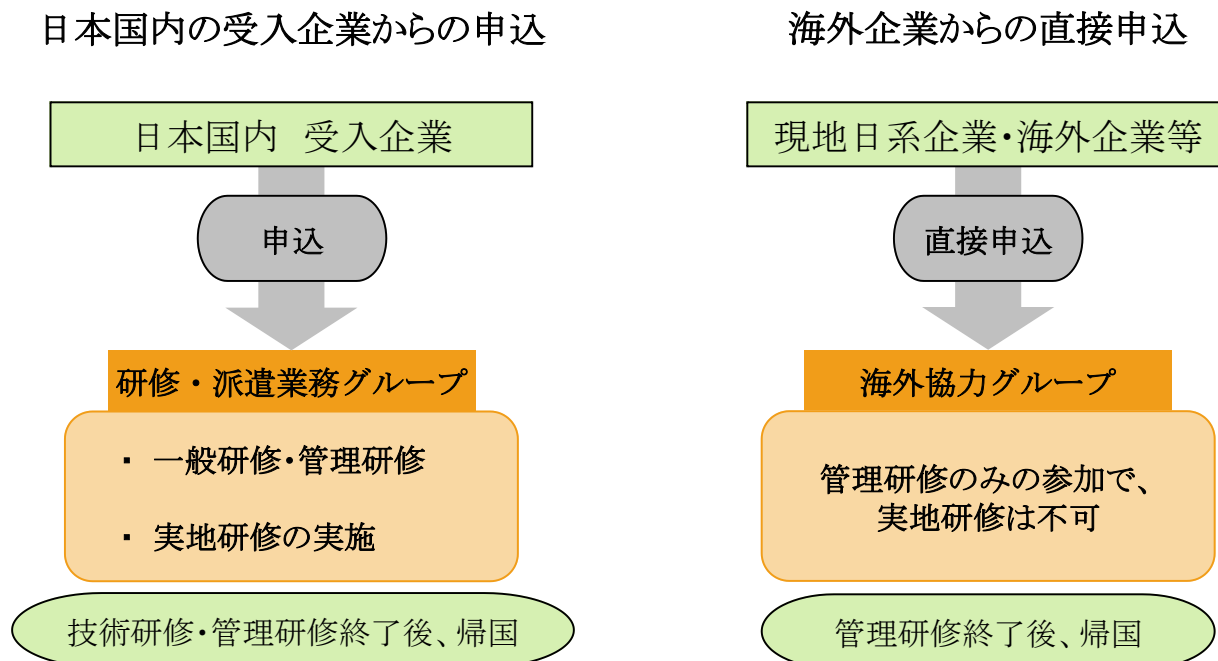 日本国内の受入企業からの申込
日本国内　受入企業
申込
研修・派遣業務グループ
・ 一般研修・管理研修
・ 実地研修の実施
技術研修・管理研修終了後、帰国
海外企業からの直接申込
現地日系企業・海外企業等
直接申込
海外協力グループ
管理研修のみの参加で、
実地研修は不可
管理研修終了後、帰国